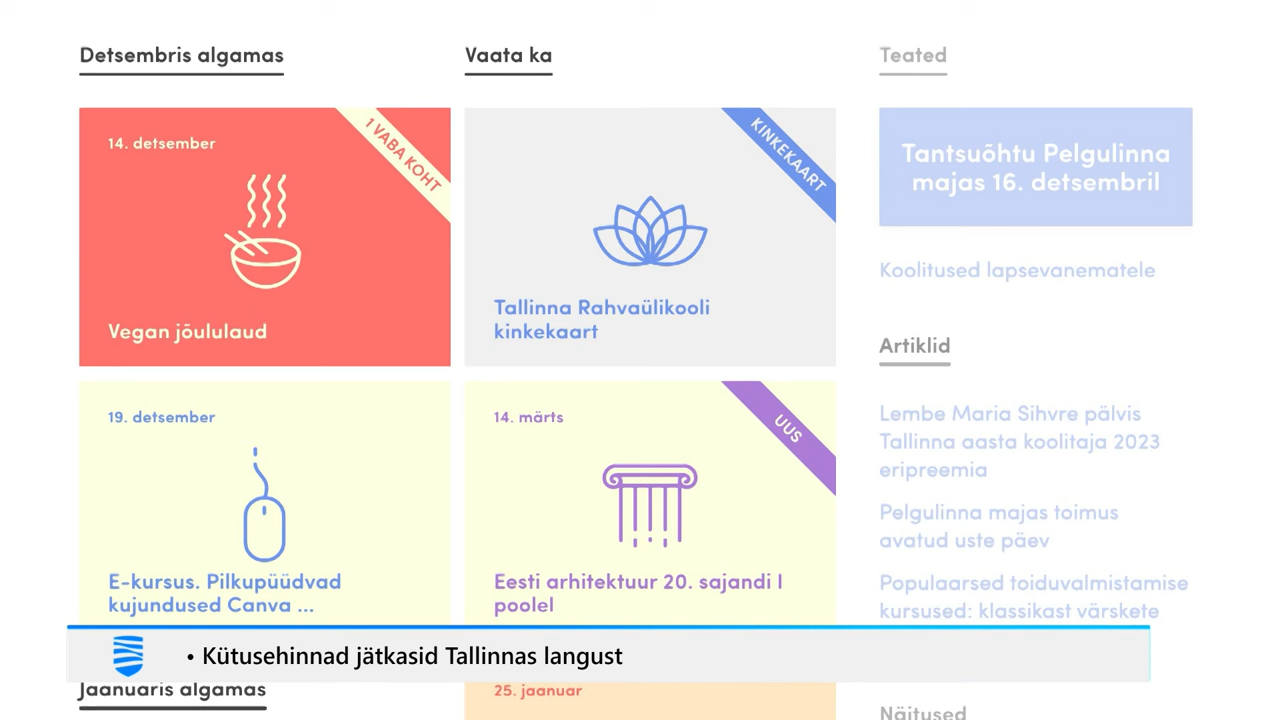 Detsembris algamas
14. detsember
1 VABA KOHT
Vegan jõululaud
19. detsember
E-kursus. Pilkupüüdvad
kujundused Canva ...
Vaata ka
KINKEKAART
Tallinna Rahvaülikooli
kinkekaart
14. märts
UUS
Eesti arhitektuur 20. sajandi I
poolel
Teated
Tantsuõhtu Pelgulinna
majas 16. detsembril
Koolitused lapsevanematele
Artiklid
Lembe Maria Sihvre pälvis
Tallinna aasta koolitaja 2023
eripreemia
Pelgulinna majas toimus
avatud uste päev
Populaarsed toiduvalmistamise
kursused: klassikast värskete
• Kütusehinnad jätkasid Tallinnas langust
Jaanuaris algamas
25. jaanuar
Näitused